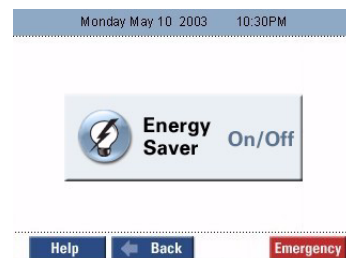 Monday May 10 2003 10:30PM
Energy
Saver On/Off
Help Back Emergency